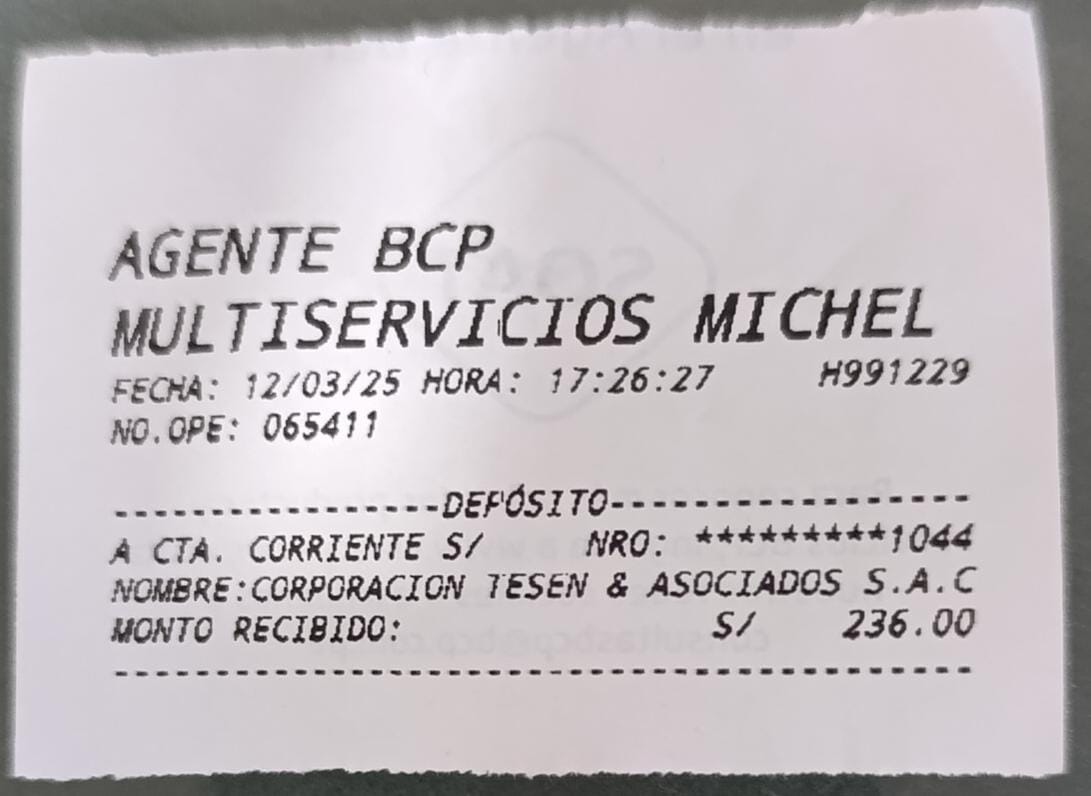 AGENTE BCP
MULTISERVICIOS MICHEL
FECHA: 12/03/25 HORA: 17:26:27 H991229
NO.OPE: 065411
-----------------DEPÓSITO-----------------
A CTA. CORRIENTE S/ NRO: *********1044
NOMBRE:CORPORACION TESEN & ASOCIADOS S.A.C
MONTO RECIBIDO: S/ 236.00
------------------------------------------